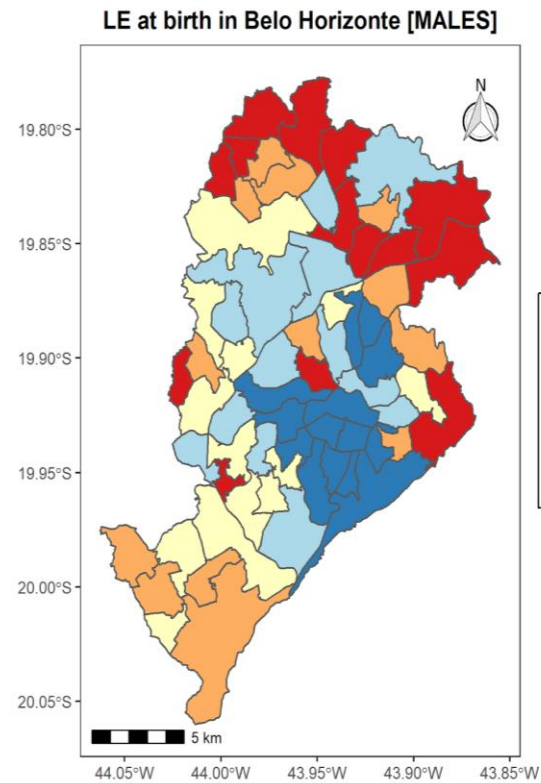 LE at birth in Belo Horizonte [MALES]
N
19.80°S
19.85°S
19.90°S
19.95°S
20.00°S
20.05°S
5 km
44.05°W 44.00°W 43.95°W 43.90°W 43.85°W